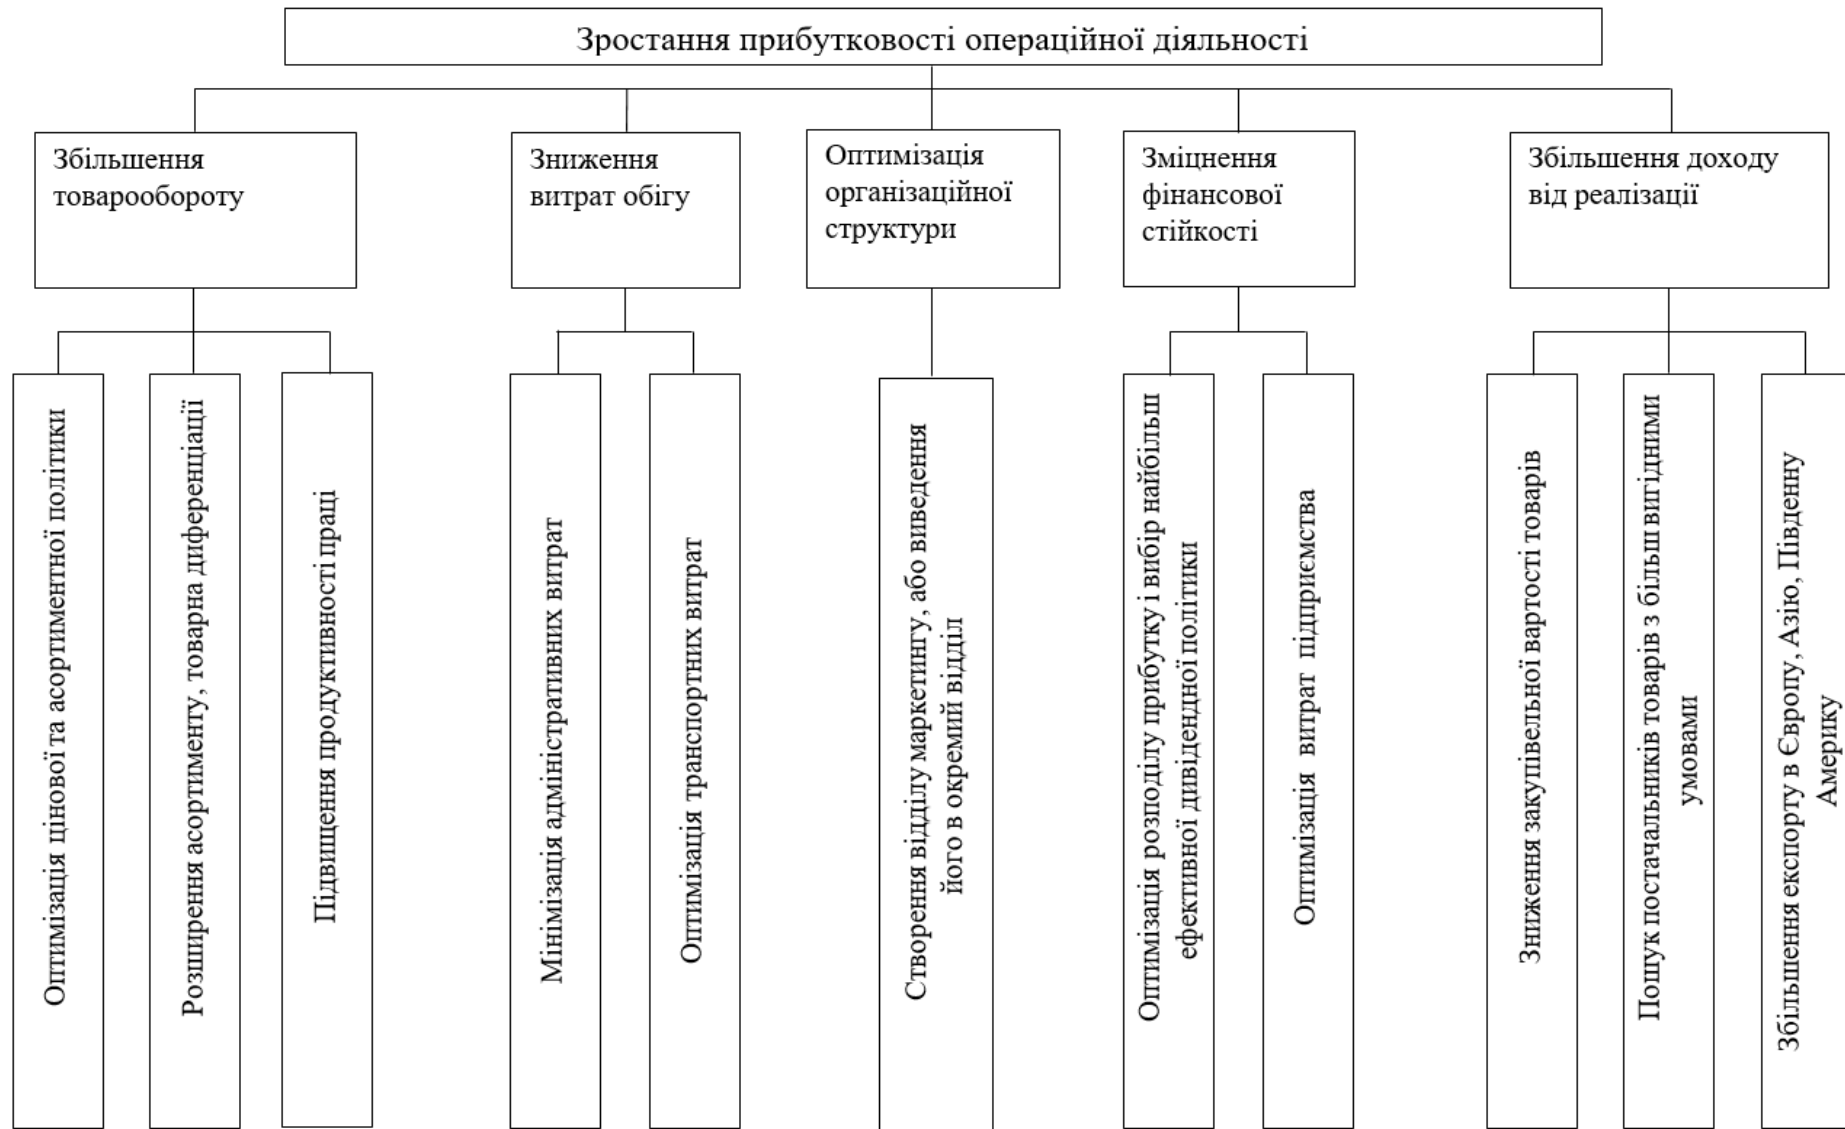 Зростання прибутковості операційної діяльності
Збільшення
товарообороту
Зниження
витрат обігу
Оптимізація
організаційної
структури
Зміцнення
фінансової
стійкості
Збільшення доходу
від реалізації
Оптимізація цінової та асортиментної політики
Розширення асортименту, товарна диференціації
Підвищення продуктивності праці
Мінімізація адміністративних витрат
Оптимізація транспортних витрат
Створення відділу маркетингу, або виведення
його в окремий відділ
Оптимізація розподілу прибутку і вибір найбільш
ефективної дивідендної політики
Оптимізація витрат підприємства
Зниження закупівельної вартості товарів
Пошук постачальників товарів з більш вигідними
умовами
Збільшення експорту в Європу, Азію, Південну
Америку